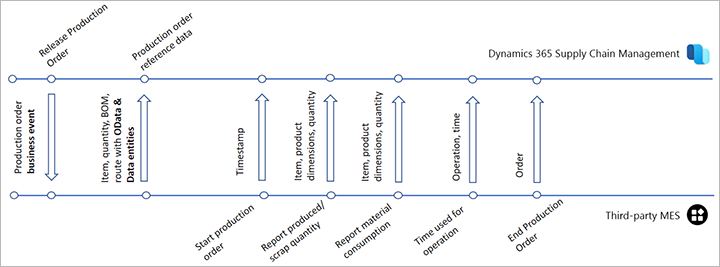 Release Production
Order
Production order
reference data
Dynamics 365 Supply Chain Management
Production order
business event
Item, quantity, BOM,
route with OData &
Data entities
Timestamp
Item, product
dimensions, quantity
Item, product
dimensions, quantity
Operation, time
Order
Start production
order
Report produced/
scrap quantity
Report material
consumption
Time used for
operation
End Production
Order
Third-party MES